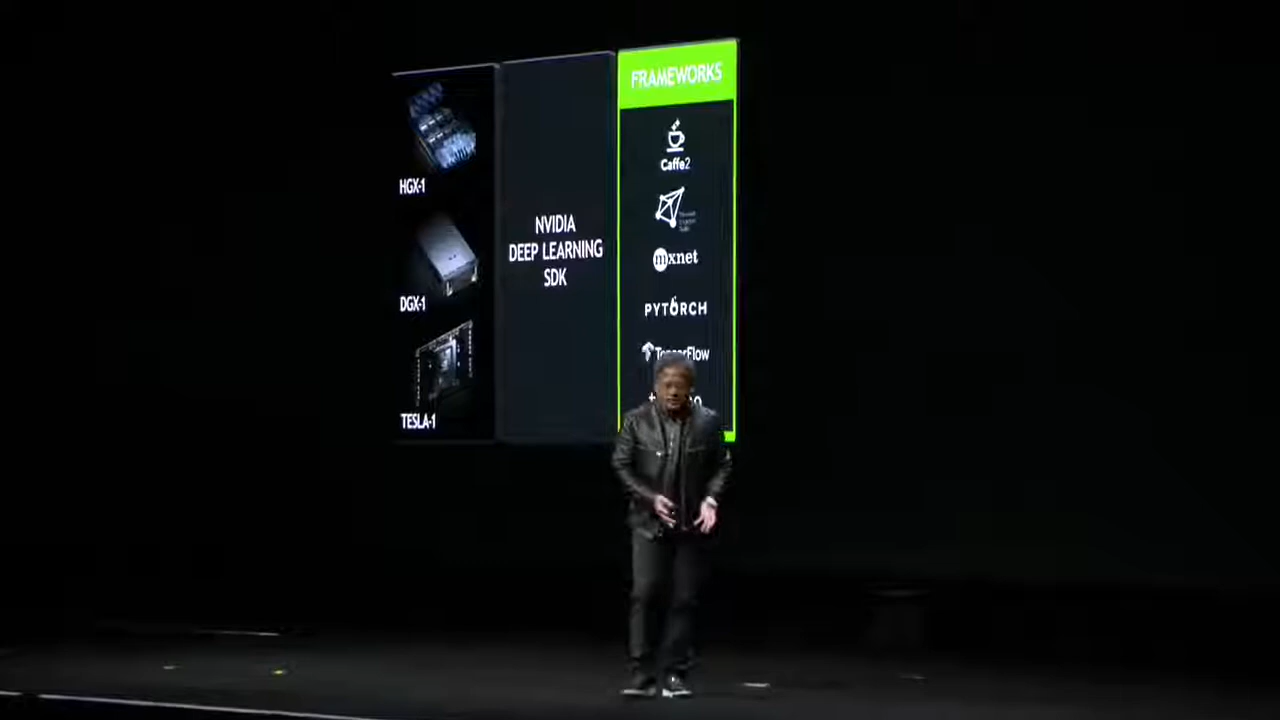 HGX-1
DGX-1
TESLA-1
NVIDIA
DEEP LEARNING
SDK
FRAMEWORKS
Caffe2
mxnet
PYTORCH
TensorFlow